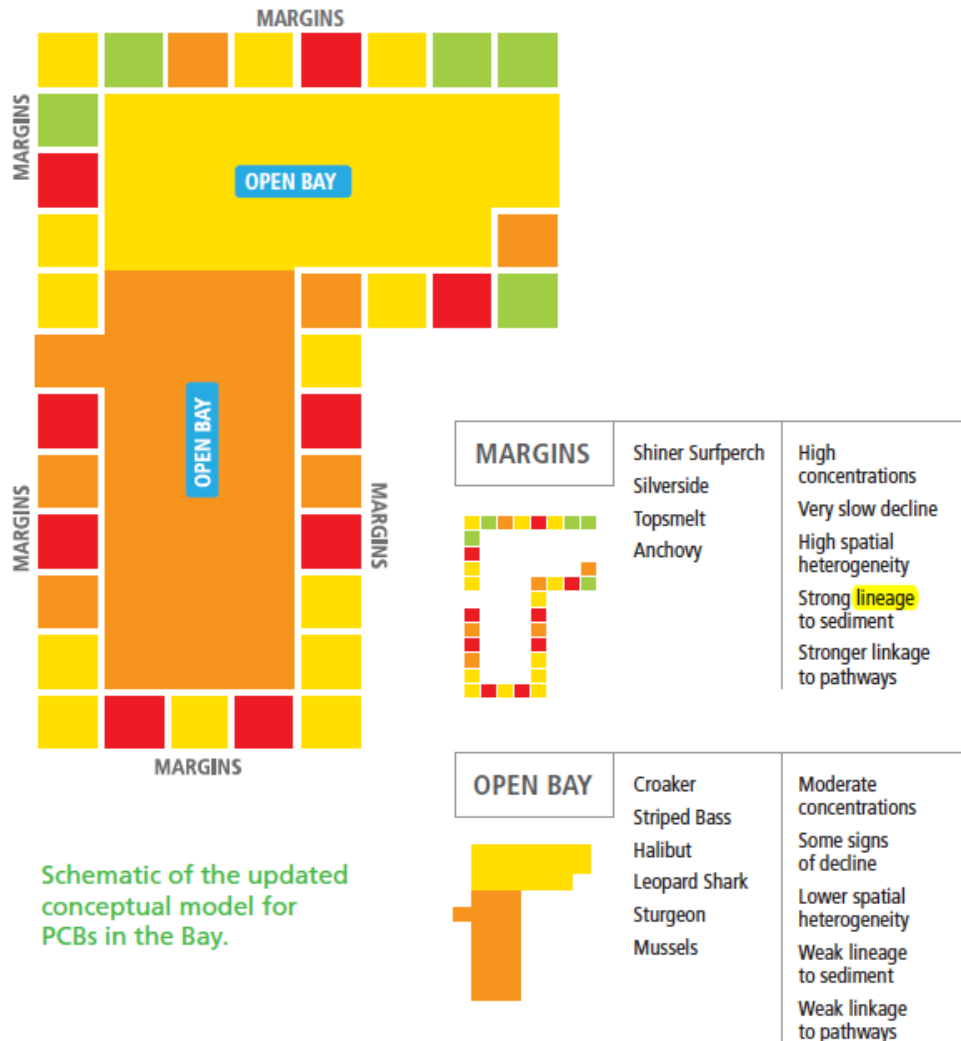 MARGINS
MARGINS
OPEN BAY
OPEN BAY
MARGINS
MARGINS
MARGINS
Schematic of the updated
conceptual model for
PCBs in the Bay.
MARGINS
Shiner Surfperch
Silverside
Topsmelt
Anchovy
High
concentrations
Very slow decline
High spatial
heterogeneity
Strong lineage
to sediment
Stronger linkage
to pathways
OPEN BAY
Croaker
Striped Bass
Halibut
Leopard Shark
Sturgeon
Mussels
Moderate
concentrations
Some signs
of decline
Lower spatial
heterogeneity
Weak lineage
to sediment
Weak linkage
to pathways